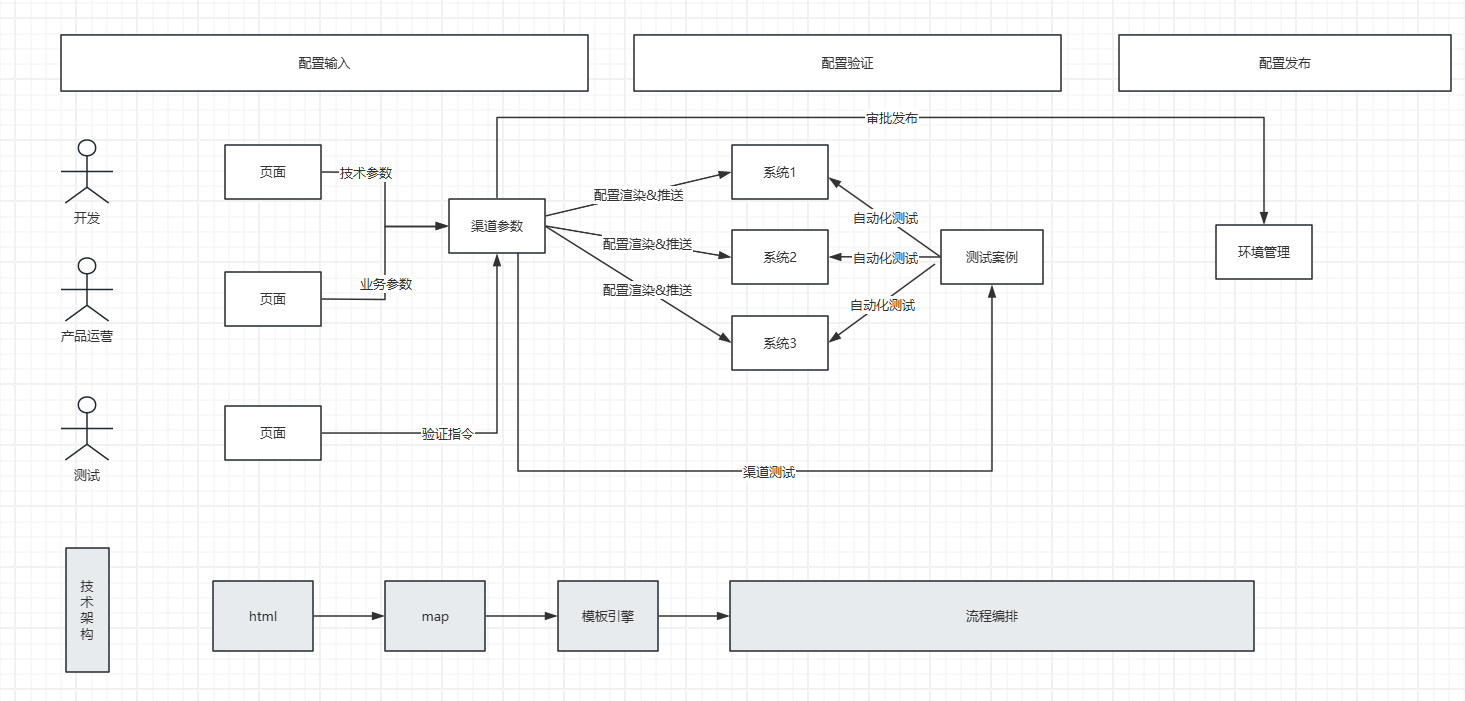 配置输入
配置验证
配置发布
审批发布
开发
页面
技术参数
渠道参数
配置渲染&推送
系统1
自动化测试
产品运营
页面
业务参数
配置渲染&推送
系统2
自动化测试
测试案例
环境管理
配置渲染&推送
系统3
自动化测试
测试
页面
验证指令
渠道测试
技
术
架
构
html
map
模板引擎
流程编排